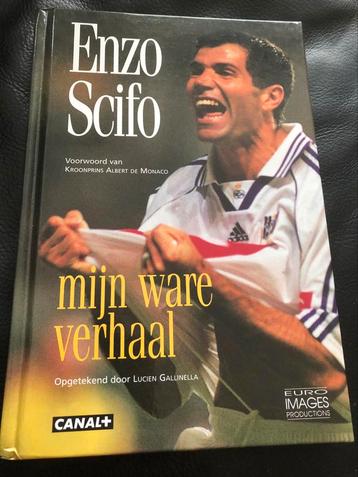 Enzo
Scifo
Voorwoord van
KROONPRINS ALBERT DE MONACO
mijn ware
verhaal
Opgetekend door LUCIEN GALLINELLA
CANAL+
EURO
IMAGES
PRODUCTIONS